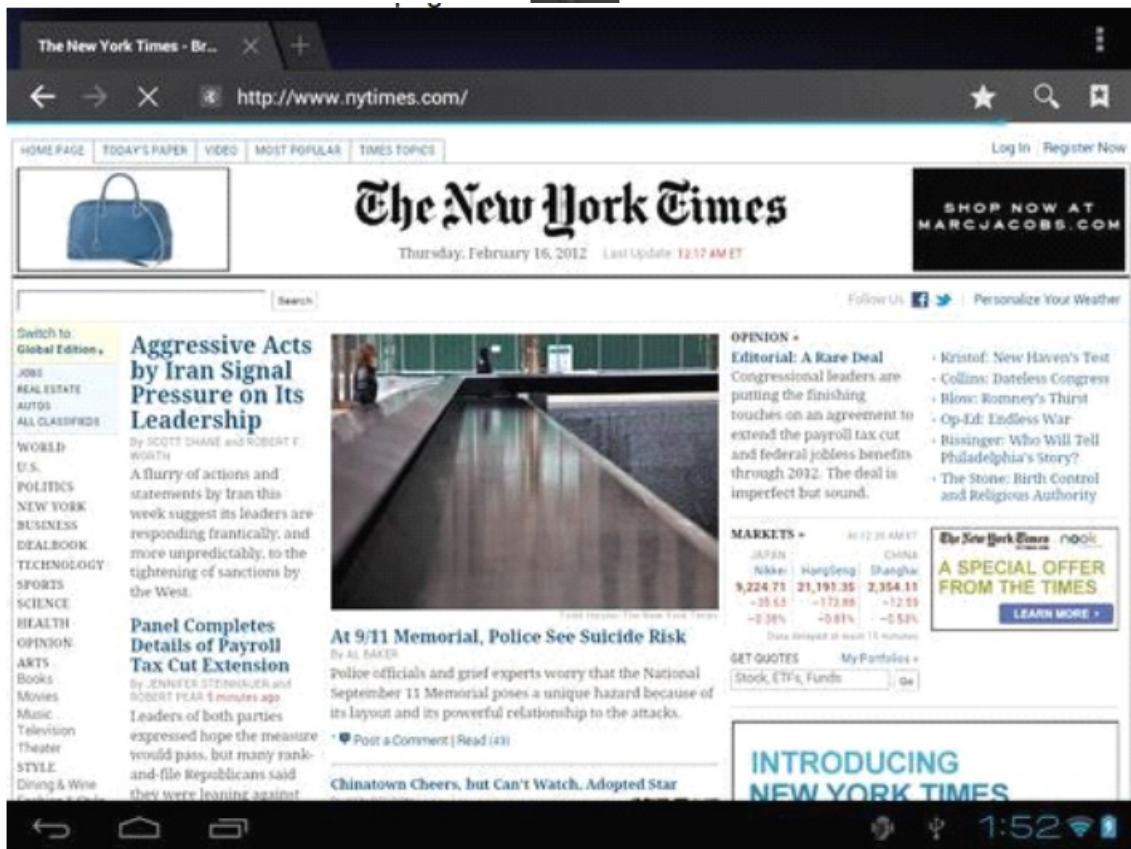 The New York Times - Br...
http://www.nytimes.com/
HOME PAGE TODAY'S PAPER VIDEO MOST POPULAR TIMES TOPICS
Log In Register Now
The New York Times
SHOP NOW AT
MARCJACOBS.COM
Thursday, February 16, 2012 Last Update: 12:17 AM ET
Search
Follow Us Personalize Your Weather
Switch to
Global Edition
JOBS
REAL ESTATE
AUTOS
ALL CLASSIFIEDS
WORLD
U.S.
POLITICS
NEW YORK
BUSINESS
DEALBOOK
TECHNOLOGY
SPORTS
SCIENCE
HEALTH
OPINION
ARTS
Books
Movies
Music
Television
Theater
STYLE
Dining & Wine
Aggressive Acts
by Iran Signal
Pressure on Its
Leadership
By SCOTT SHANE and ROBERT F.
WORTH
A flurry of actions and
statements by Iran this
week suggest its leaders are
responding frantically, and
more unpredictably, to the
tightening of sanctions by
the West.
Panel Completes
Details of Payroll
Tax Cut Extension
By JENNIFER STEINHAUER and
ROBERT PEAR 5 minutes ago
Leaders of both parties
expressed hope the measure
would pass, but many rank-
and-file Republicans said
they were leaning against
The New York Times
At 9/11 Memorial, Police See Suicide Risk
By AL BAKER
Police officials and grief experts worry that the National
September 11 Memorial poses a unique hazard because of
its layout and its powerful relationship to the attacks.
Post a Comment | Read (49)
Chinatown Cheers, but Can't Watch, Adopted Star
OPINION »
Editorial: A Rare Deal
Congressional leaders are
putting the finishing
touches on an agreement to
extend the payroll tax cut
and federal jobless benefits
through 2012. The deal is
imperfect but sound.
Kristof: New Haven's Test
Collins: Dateless Congress
Blow: Romney's Thirst
Op-Ed: Endless War
Bissinger: Who Will Tell
Philadelphia's Story?
The Stone: Birth Control
and Religious Authority
MARKETS »
JAPAN CHINA
Nikkei HangSeng Shanghai
9,224.71 21,191.35 2,354.11
-0.38% -0.81% -0.53%
Data delayed at least 15 minutes
GET QUOTES My Portfolios »
Stock, ETFs, Funds Go
The New York Times nook
A SPECIAL OFFER
FROM THE TIMES
LEARN MORE
INTRODUCING
NEW YORK TIMES
1:52